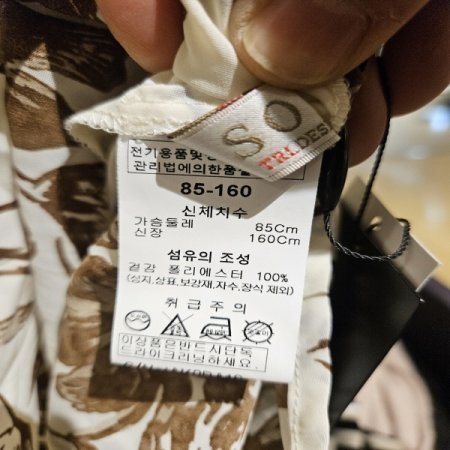 SO
TRI DES
전기용품및
관리법에의한품
85-160
신체치수
가슴둘레 85Cm
신장 160Cm
섬유의 조성
겉감 폴리에스터 100%
(심지,상표,보강재,자수,장식 제외)
취급주의
이상품은반드시단독
드라이크리닝하세요